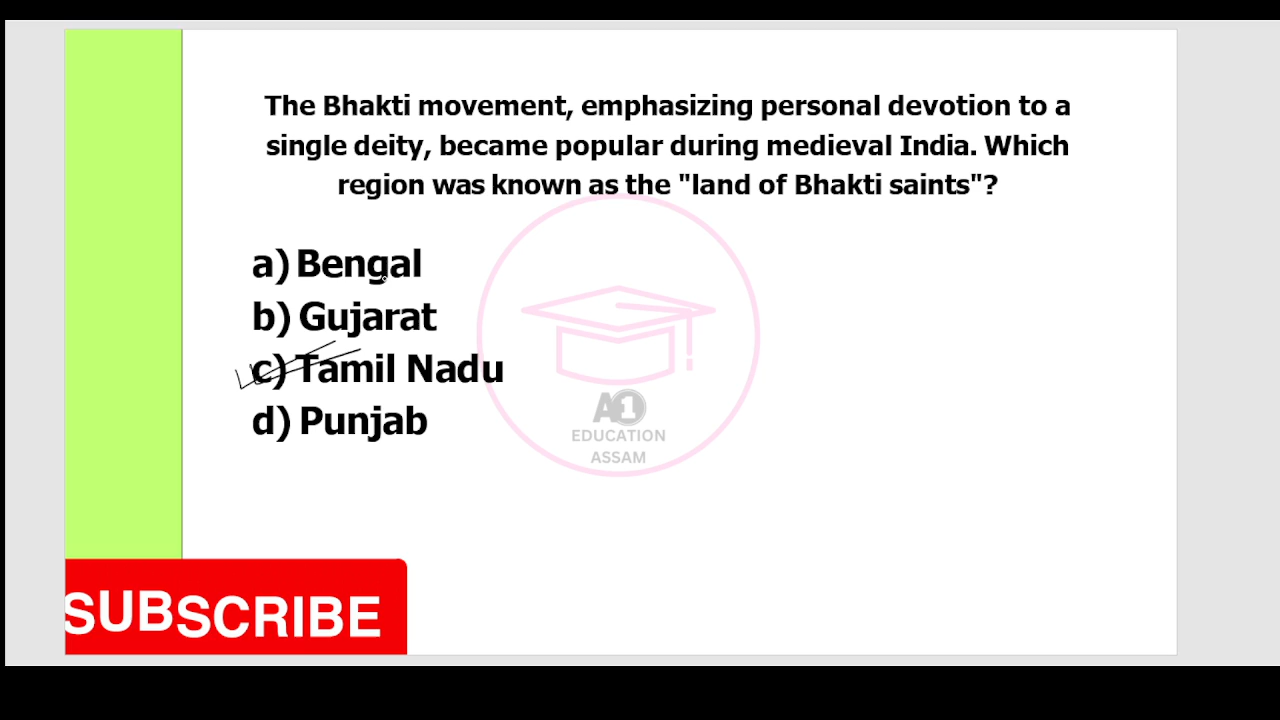 The Bhakti movement, emphasizing personal devotion to a
single deity, became popular during medieval India. Which
region was known as the "land of Bhakti saints"?
a) Bengal
b) Gujarat
c) Tamil Nadu
d) Punjab
A1
EDUCATION
ASSAM
SUBSCRIBE